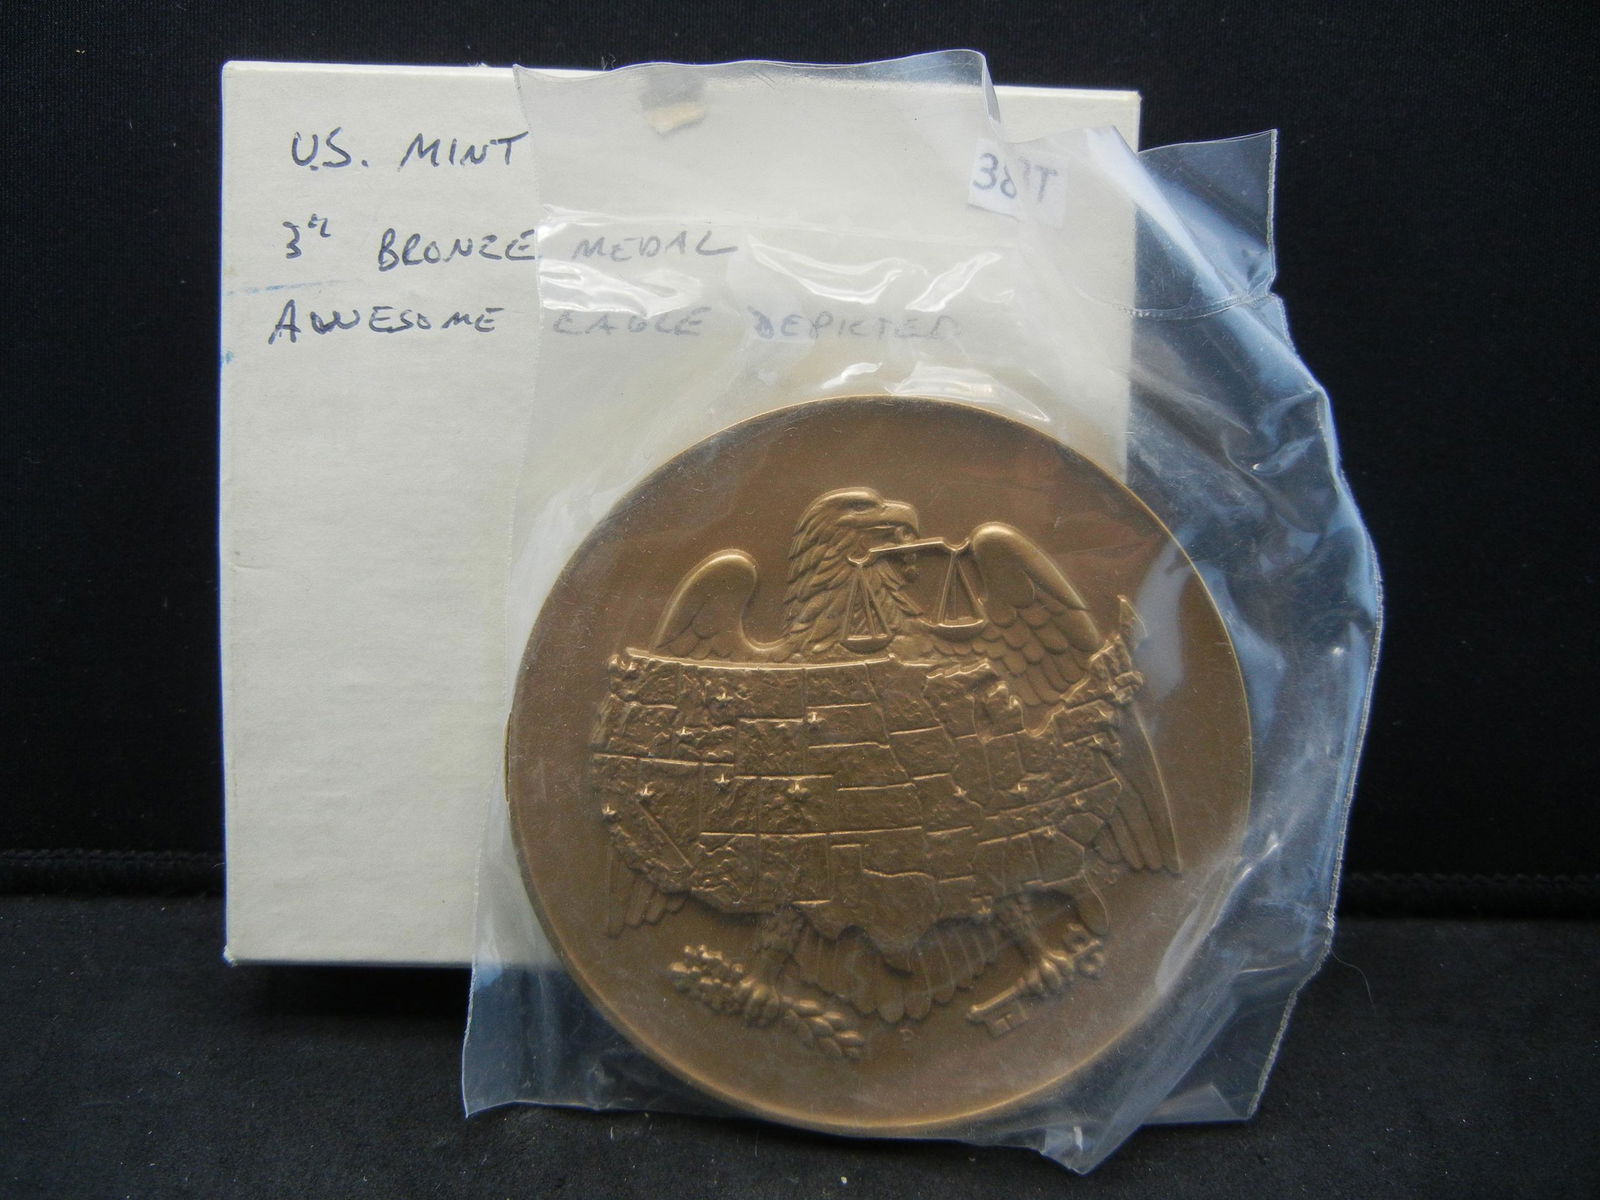 U.S. MINT
3" BRONZE MEDAL
AWESOME EAGLE DEPICTED